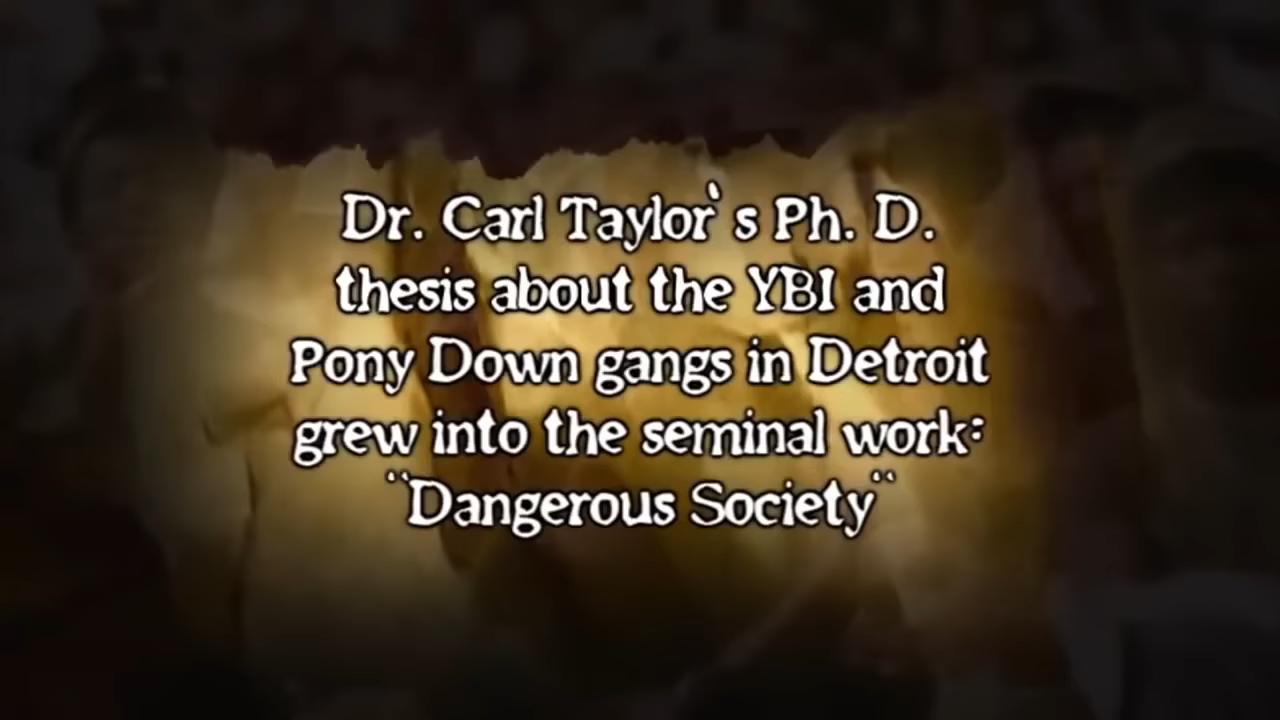 Dr. Carl Taylor`s Ph. D.
thesis about the YBI and
Pony Down gangs in Detroit
grew into the seminal work:
¨Dangerous Society¨